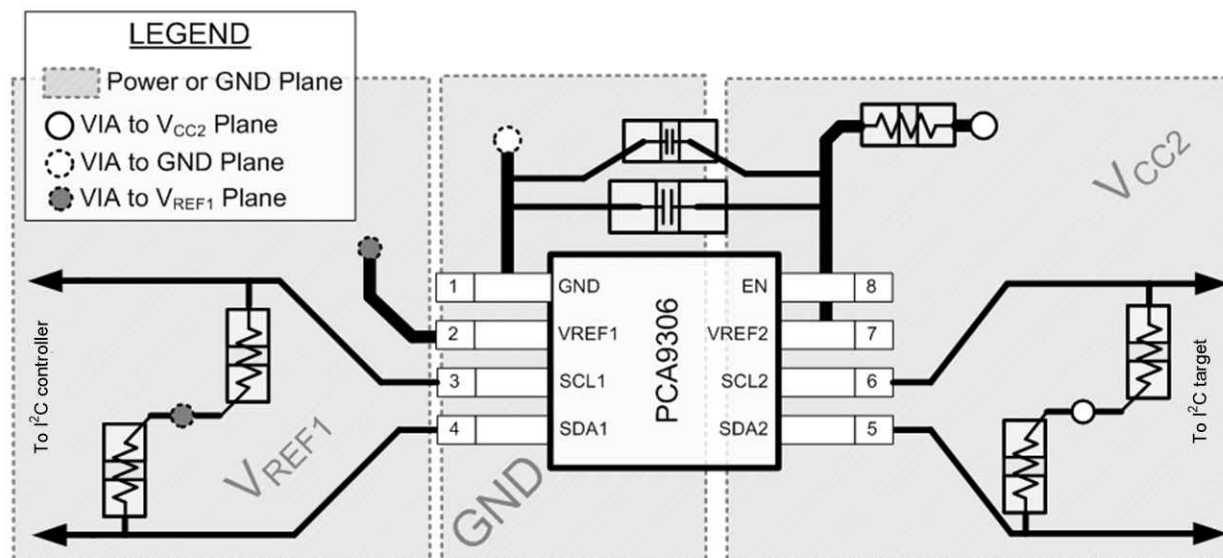 LEGEND
Power or GND Plane
VIA to VCC2 Plane
VIA to GND Plane
VIA to VREF1 Plane
VCC2
1 GND EN 8
2 VREF1 VREF2 7
3 SCL1 SCL2 6
4 SDA1 SDA2 5
PCA9306
To I²C controller
To I²C target
VREF1
GND